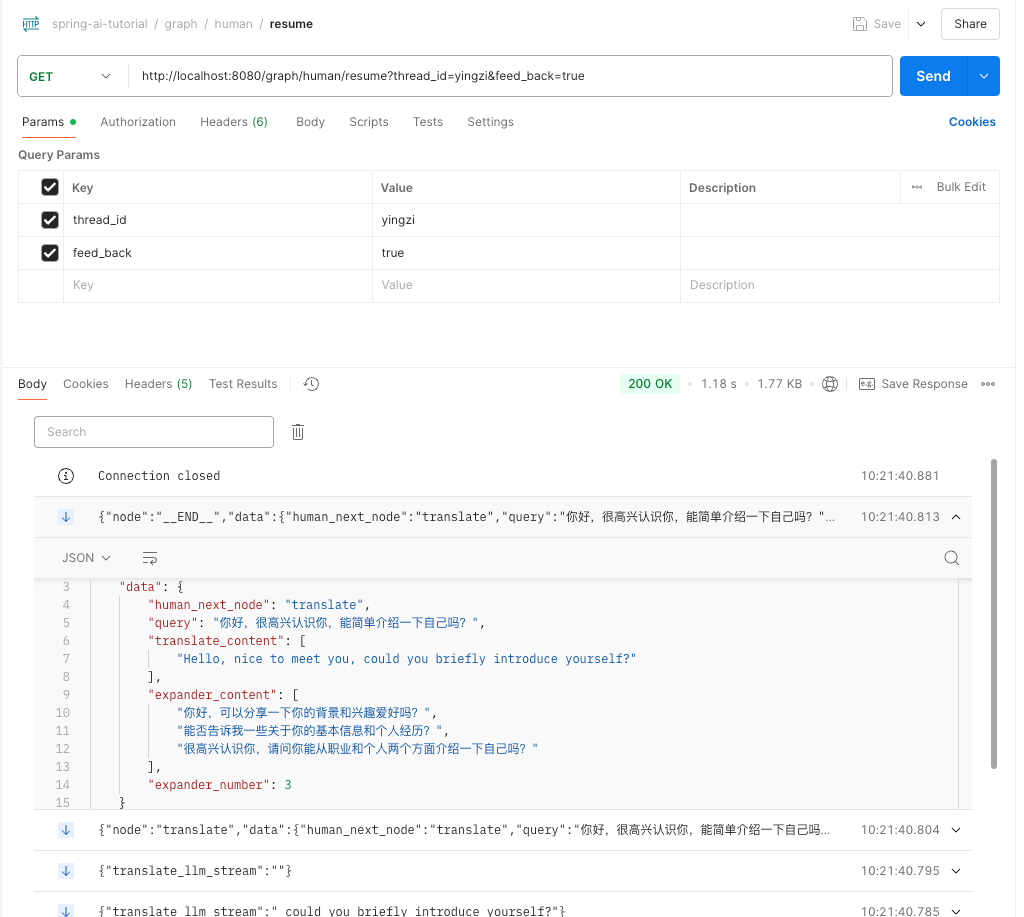 HTTP spring-ai-tutorial / graph / human / resume Save Share
GET http://localhost:8080/graph/human/resume?thread_id=yingzi&feed_back=true Send
Params Authorization Headers (6) Body Scripts Tests Settings Cookies
Query Params
Key Value Description Bulk Edit
thread_id yingzi
feed_back true
Key Value Description
Body Cookies Headers (5) Test Results 200 OK 1.18 s 1.77 KB e.g. Save Response
Search
Connection closed 10:21:40.881
{"node":"__END__","data":{"human_next_node":"translate","query":"你好，很高兴认识你，能简单介绍一下自己吗？"... 10:21:40.813
JSON
3 "data": {
4 "human_next_node": "translate",
5 "query": "你好，很高兴认识你，能简单介绍一下自己吗？",
6 "translate_content": [
7 "Hello, nice to meet you, could you briefly introduce yourself?"
8 ],
9 "expander_content": [
10 "你好，可以分享一下你的背景和兴趣爱好吗？",
11 "能否告诉我一些关于你的基本信息和个人经历？",
12 "很高兴认识你，请问你能从职业和个人两个方面介绍一下自己吗？"
13 ],
14 "expander_number": 3
15 }
{"node":"translate","data":{"human_next_node":"translate","query":"你好，很高兴认识你，能简单介绍一下自己吗... 10:21:40.804
{"translate_llm_stream":""} 10:21:40.795
{"translate_llm_stream":" could you briefly introduce yourself?"} 10:21:40.785